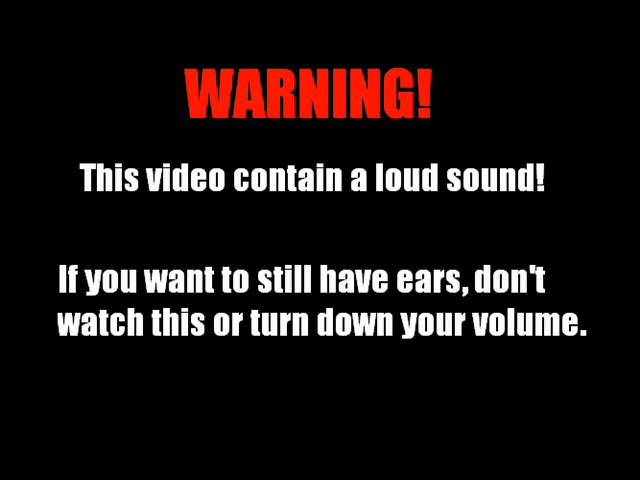 WARNING!
This video contain a loud sound!
If you want to still have ears, don't
watch this or turn down your volume.